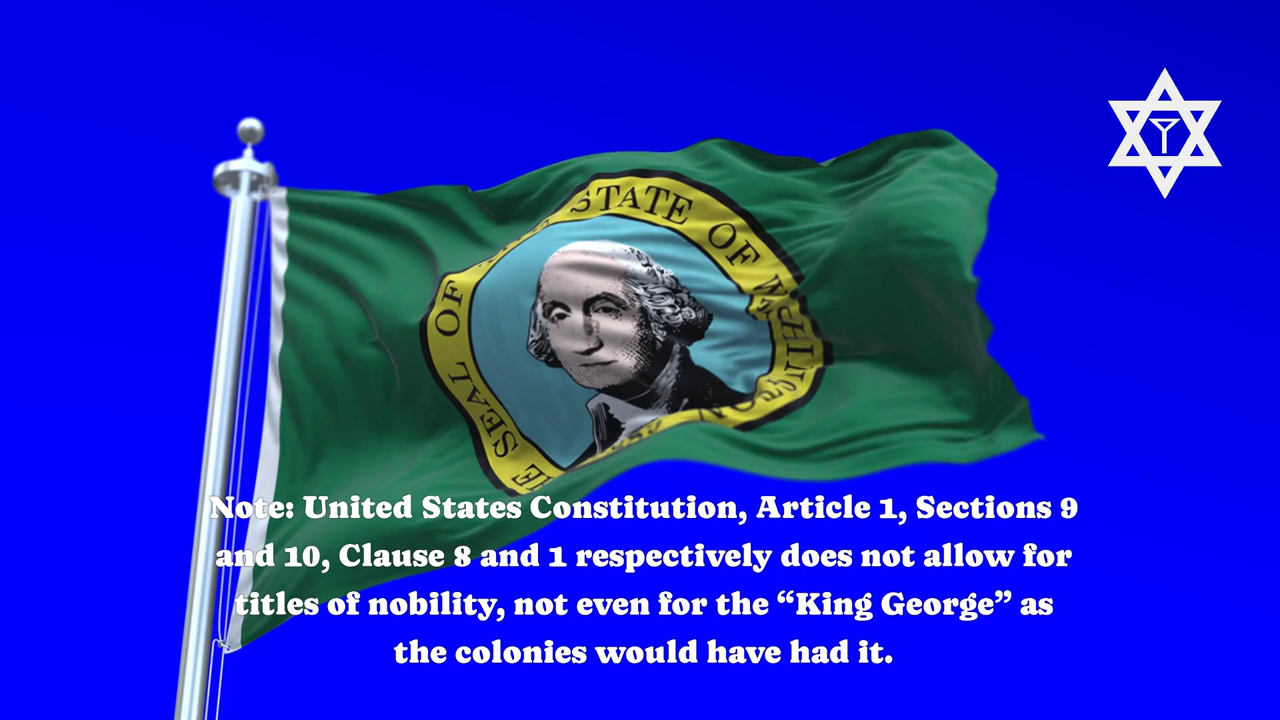 SEAL OF
STATE OF
Note: United States Constitution, Article 1, Sections 9
and 10, Clause 8 and 1 respectively does not allow for
titles of nobility, not even for the “King George” as
the colonies would have had it.